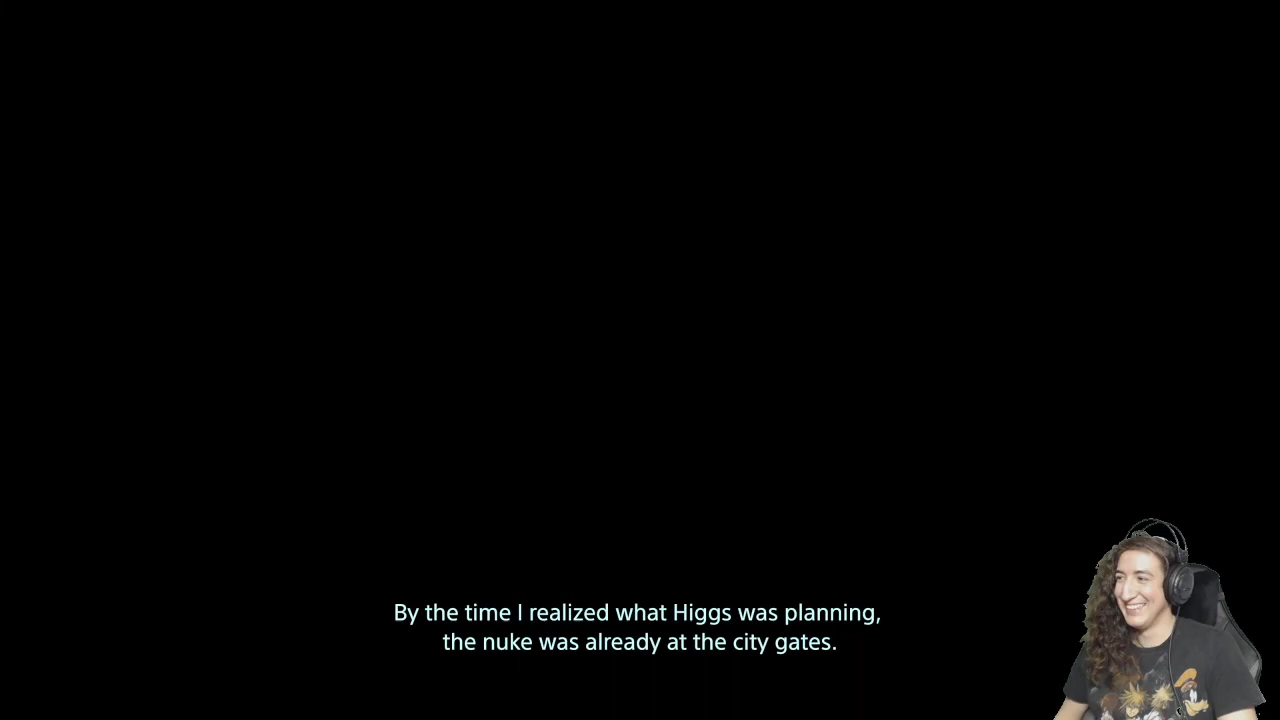 By the time I realized what Higgs was planning,
the nuke was already at the city gates.